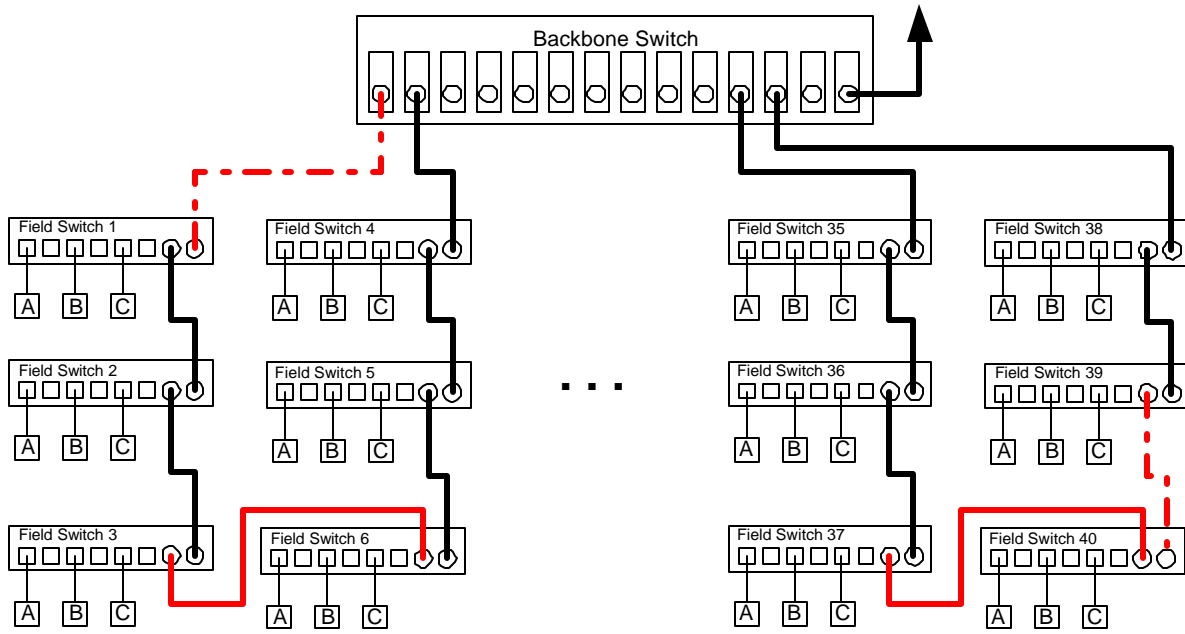 Backbone Switch
Field Switch 1
Field Switch 4
Field Switch 35
Field Switch 38
A B C
A B C
A B C
A B C
Field Switch 2
Field Switch 5
Field Switch 36
Field Switch 39
...
A B C
A B C
A B C
A B C
Field Switch 3
Field Switch 6
Field Switch 37
Field Switch 40
A B C
A B C
A B C
A B C